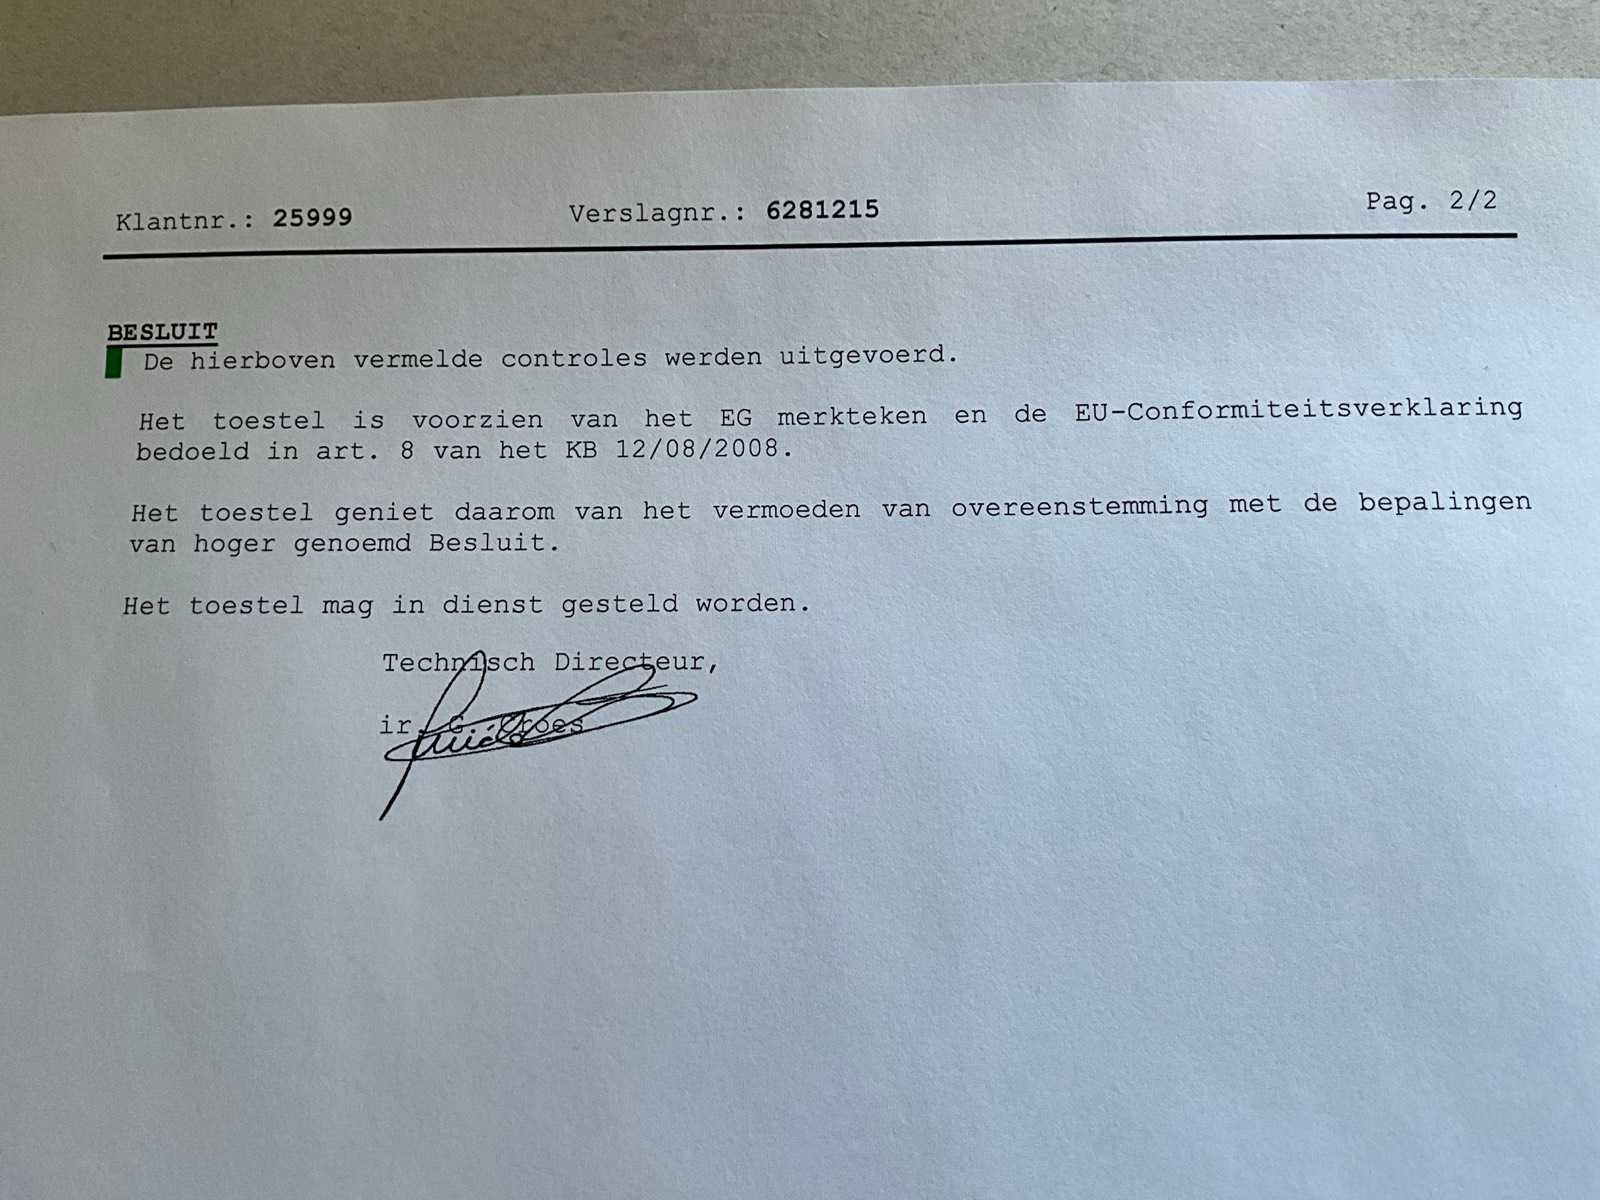 Klantnr.: 25999 Verslagnr.: 6281215 Pag. 2/2
BESLUIT
De hierboven vermelde controles werden uitgevoerd.
Het toestel is voorzien van het EG merkteken en de EU-Conformiteitsverklaring
bedoeld in art. 8 van het KB 12/08/2008.
Het toestel geniet daarom van het vermoeden van overeenstemming met de bepalingen
van hoger genoemd Besluit.
Het toestel mag in dienst gesteld worden.
Technisch Directeur,
ir. G.